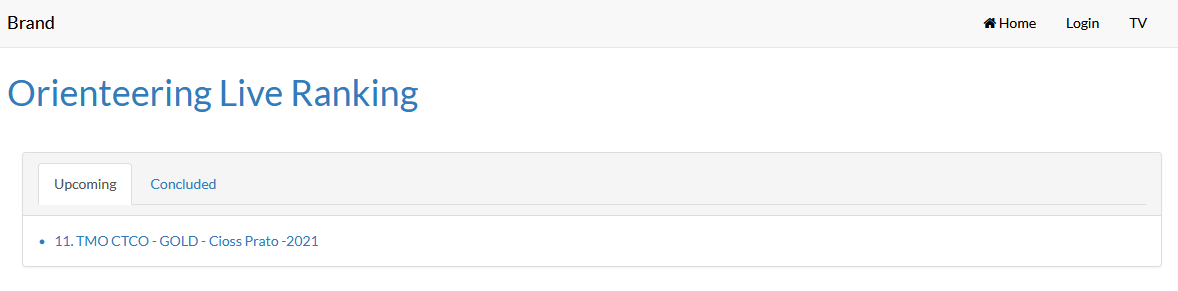 Brand Home Login TV
Orienteering Live Ranking
Upcoming Concluded
11. TMO CTCO - GOLD - Cioss Prato -2021